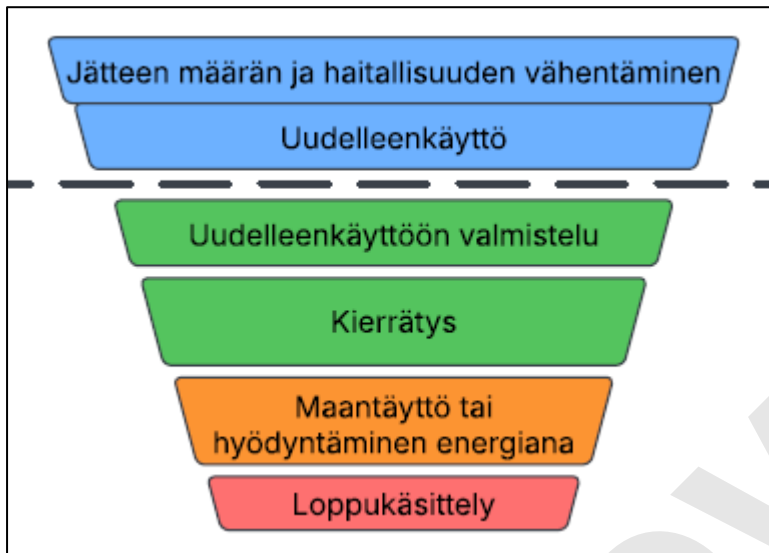 Jätteen määrän ja haitallisuuden vähentäminen
Uudelleenkäyttö
Uudelleenkäyttöön valmistelu
Kierrätys
Maantäyttö tai
hyödyntäminen energiana
Loppukäsittely